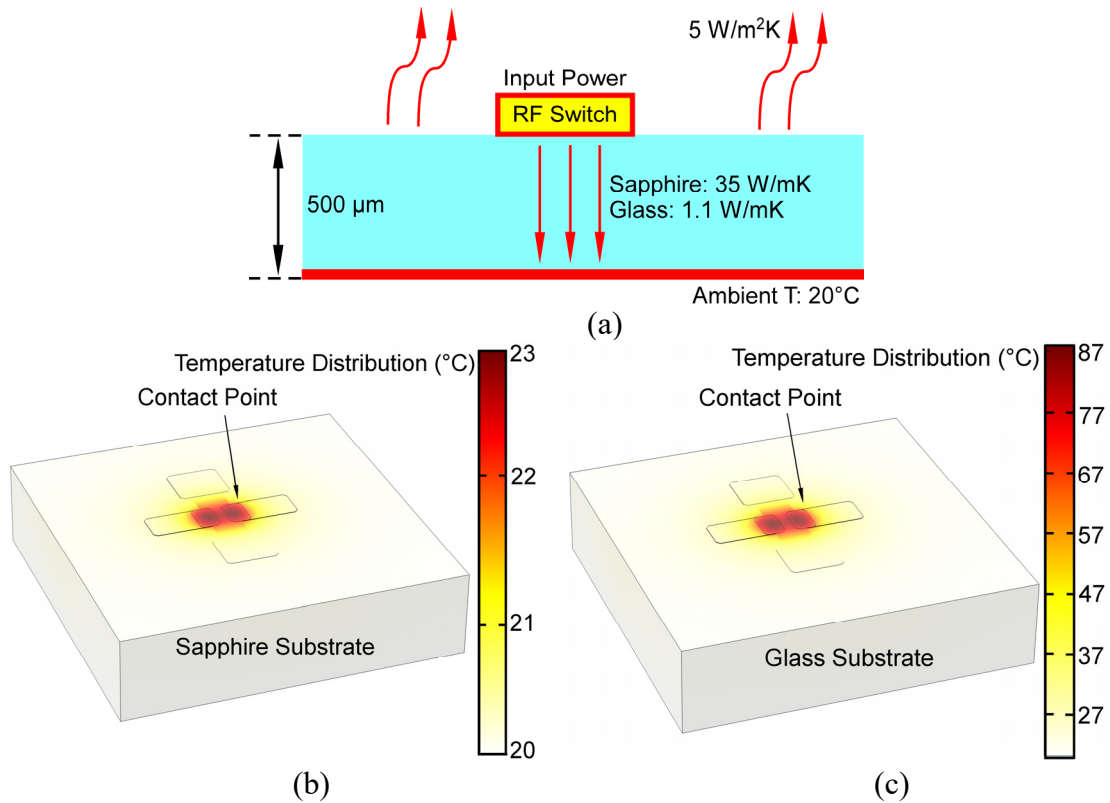 5 W/m²K
Input Power
RF Switch
500 µm
Sapphire: 35 W/mK
Glass: 1.1 W/mK
Ambient T: 20°C
(a)
Temperature Distribution (°C)
Contact Point
23
22
21
20
Sapphire Substrate
(b)
Temperature Distribution (°C)
Contact Point
87
77
67
57
47
37
27
Glass Substrate
(c)